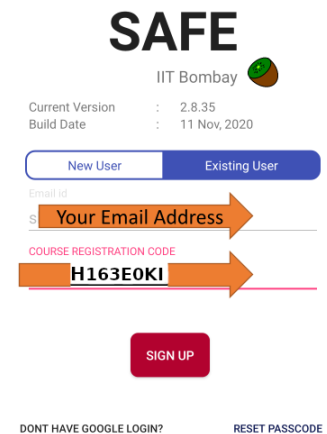 SAFE
IIT Bombay
Current Version : 2.8.35
Build Date : 11 Nov, 2020
New User Existing User
Email id
S
Your Email Address
COURSE REGISTRATION CODE
H163E0KI
SIGN UP
DONT HAVE GOOGLE LOGIN? RESET PASSCODE